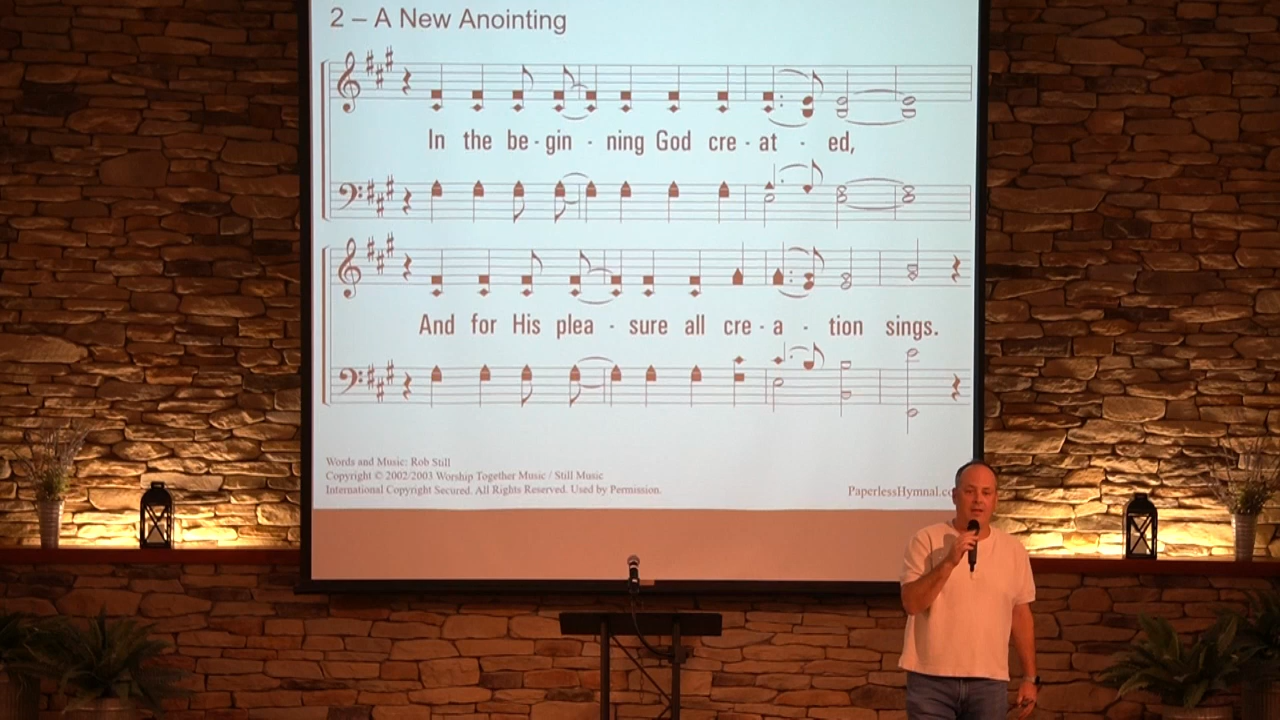 2 – A New Anointing
In the be - gin - ning God cre - at - ed,
And for His plea - sure all cre - a - tion sings.
Words and Music: Rob Still
Copyright © 2002/2003 Worship Together Music / Still Music
International Copyright Secured. All Rights Reserved. Used by Permission.
PaperlessHymnal.co